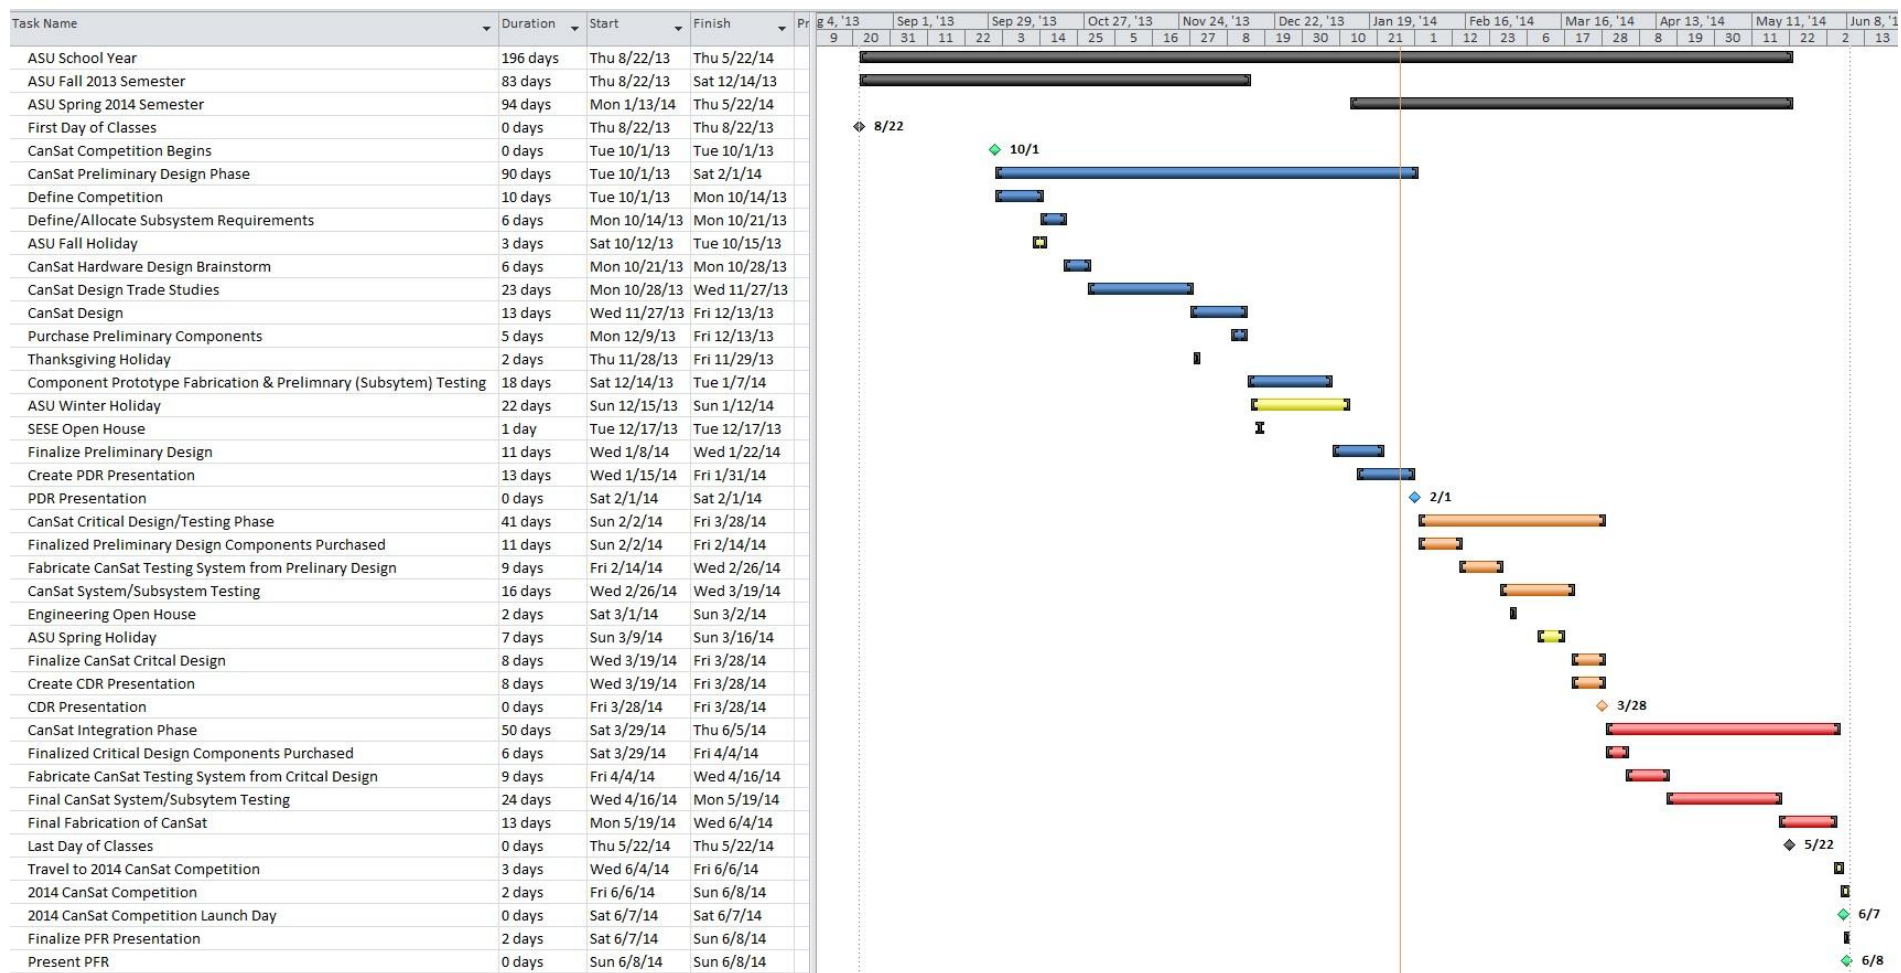 Task Name Duration Start Finish Pr g 4, '13 Sep 1, '13 Sep 29, '13 Oct 27, '13 Nov 24, '13 Dec 22, '13 Jan 19, '14 Feb 16, '14 Mar 16, '14 Apr 13, '14 May 11, '14 Jun 8, '1
9 20 31 11 22 3 14 25 5 16 27 8 19 30 10 21 1 12 23 6 17 28 8 19 30 11 22 2 13
ASU School Year 196 days Thu 8/22/13 Thu 5/22/14
ASU Fall 2013 Semester 83 days Thu 8/22/13 Sat 12/14/13
ASU Spring 2014 Semester 94 days Mon 1/13/14 Thu 5/22/14
First Day of Classes 0 days Thu 8/22/13 Thu 8/22/13 8/22
CanSat Competition Begins 0 days Tue 10/1/13 Tue 10/1/13 10/1
CanSat Preliminary Design Phase 90 days Tue 10/1/13 Sat 2/1/14
Define Competition 10 days Tue 10/1/13 Mon 10/14/13
Define/Allocate Subsystem Requirements 6 days Mon 10/14/13 Mon 10/21/13
ASU Fall Holiday 3 days Sat 10/12/13 Tue 10/15/13
CanSat Hardware Design Brainstorm 6 days Mon 10/21/13 Mon 10/28/13
CanSat Design Trade Studies 23 days Mon 10/28/13 Wed 11/27/13
CanSat Design 13 days Wed 11/27/13 Fri 12/13/13
Purchase Preliminary Components 5 days Mon 12/9/13 Fri 12/13/13
Thanksgiving Holiday 2 days Thu 11/28/13 Fri 11/29/13
Component Prototype Fabrication & Prelimnary (Subsytem) Testing 18 days Sat 12/14/13 Tue 1/7/14
ASU Winter Holiday 22 days Sun 12/15/13 Sun 1/12/14
SESE Open House 1 day Tue 12/17/13 Tue 12/17/13
Finalize Preliminary Design 11 days Wed 1/8/14 Wed 1/22/14
Create PDR Presentation 13 days Wed 1/15/14 Fri 1/31/14
PDR Presentation 0 days Sat 2/1/14 Sat 2/1/14 2/1
CanSat Critical Design/Testing Phase 41 days Sun 2/2/14 Fri 3/28/14
Finalized Preliminary Design Components Purchased 11 days Sun 2/2/14 Fri 2/14/14
Fabricate CanSat Testing System from Prelinary Design 9 days Fri 2/14/14 Wed 2/26/14
CanSat System/Subsystem Testing 16 days Wed 2/26/14 Wed 3/19/14
Engineering Open House 2 days Sat 3/1/14 Sun 3/2/14
ASU Spring Holiday 7 days Sun 3/9/14 Sun 3/16/14
Finalize CanSat Critcal Design 8 days Wed 3/19/14 Fri 3/28/14
Create CDR Presentation 8 days Wed 3/19/14 Fri 3/28/14
CDR Presentation 0 days Fri 3/28/14 Fri 3/28/14 3/28
CanSat Integration Phase 50 days Sat 3/29/14 Thu 6/5/14
Finalized Critical Design Components Purchased 6 days Sat 3/29/14 Fri 4/4/14
Fabricate CanSat Testing System from Critcal Design 9 days Fri 4/4/14 Wed 4/16/14
Final CanSat System/Subsytem Testing 24 days Wed 4/16/14 Mon 5/19/14
Final Fabrication of CanSat 13 days Mon 5/19/14 Wed 6/4/14
Last Day of Classes 0 days Thu 5/22/14 Thu 5/22/14 5/22
Travel to 2014 CanSat Competition 3 days Wed 6/4/14 Fri 6/6/14
2014 CanSat Competition 2 days Fri 6/6/14 Sun 6/8/14
2014 CanSat Competition Launch Day 0 days Sat 6/7/14 Sat 6/7/14 6/7
Finalize PFR Presentation 2 days Sat 6/7/14 Sun 6/8/14
Present PFR 0 days Sun 6/8/14 Sun 6/8/14 6/8